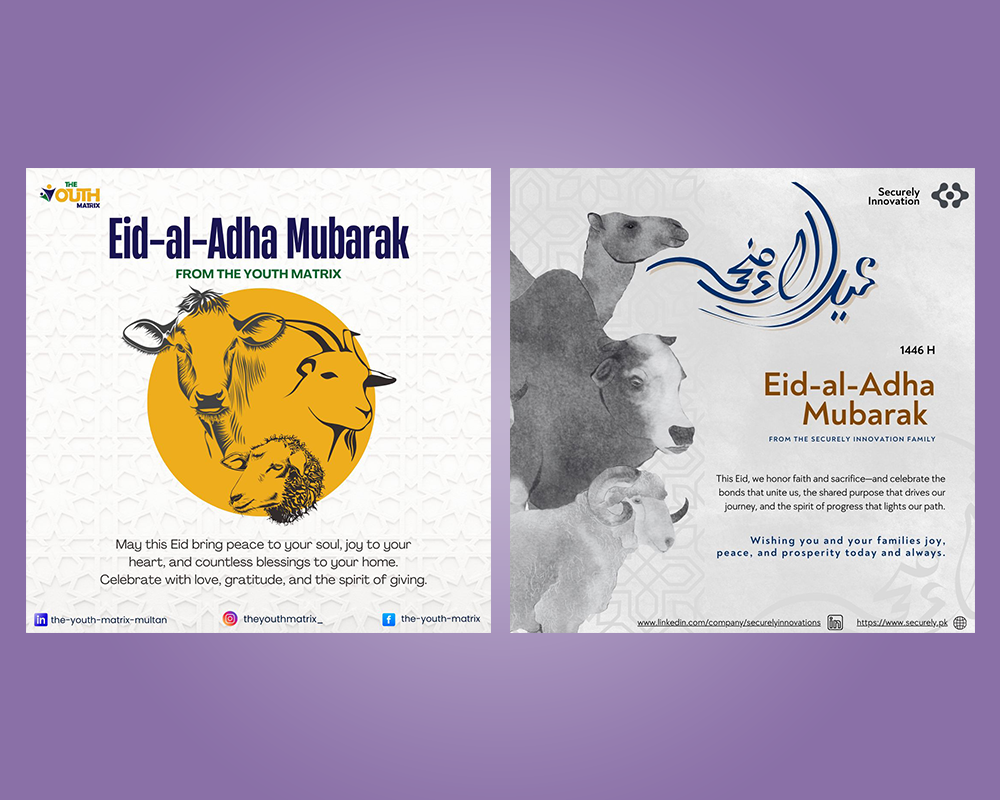 THE
YOUTH
MATRIX
Eid-al-Adha Mubarak
FROM THE YOUTH MATRIX
May this Eid bring peace to your soul, joy to your
heart, and countless blessings to your home.
Celebrate with love, gratitude, and the spirit of giving.
in the-youth-matrix-multan
theyouthmatrix_
f the-youth-matrix
Securely
Innovation
عيد الأضحى
1446 H
Eid-al-Adha
Mubarak
FROM THE SECURELY INNOVATION FAMILY
This Eid, we honor faith and sacrifice—and celebrate the
bonds that unite us, the shared purpose that drives our
journey, and the spirit of progress that lights our path.
Wishing you and your families joy,
peace, and prosperity today and always.
www.linkedin.com/company/securelyinnovations in
https://www.securely.pk